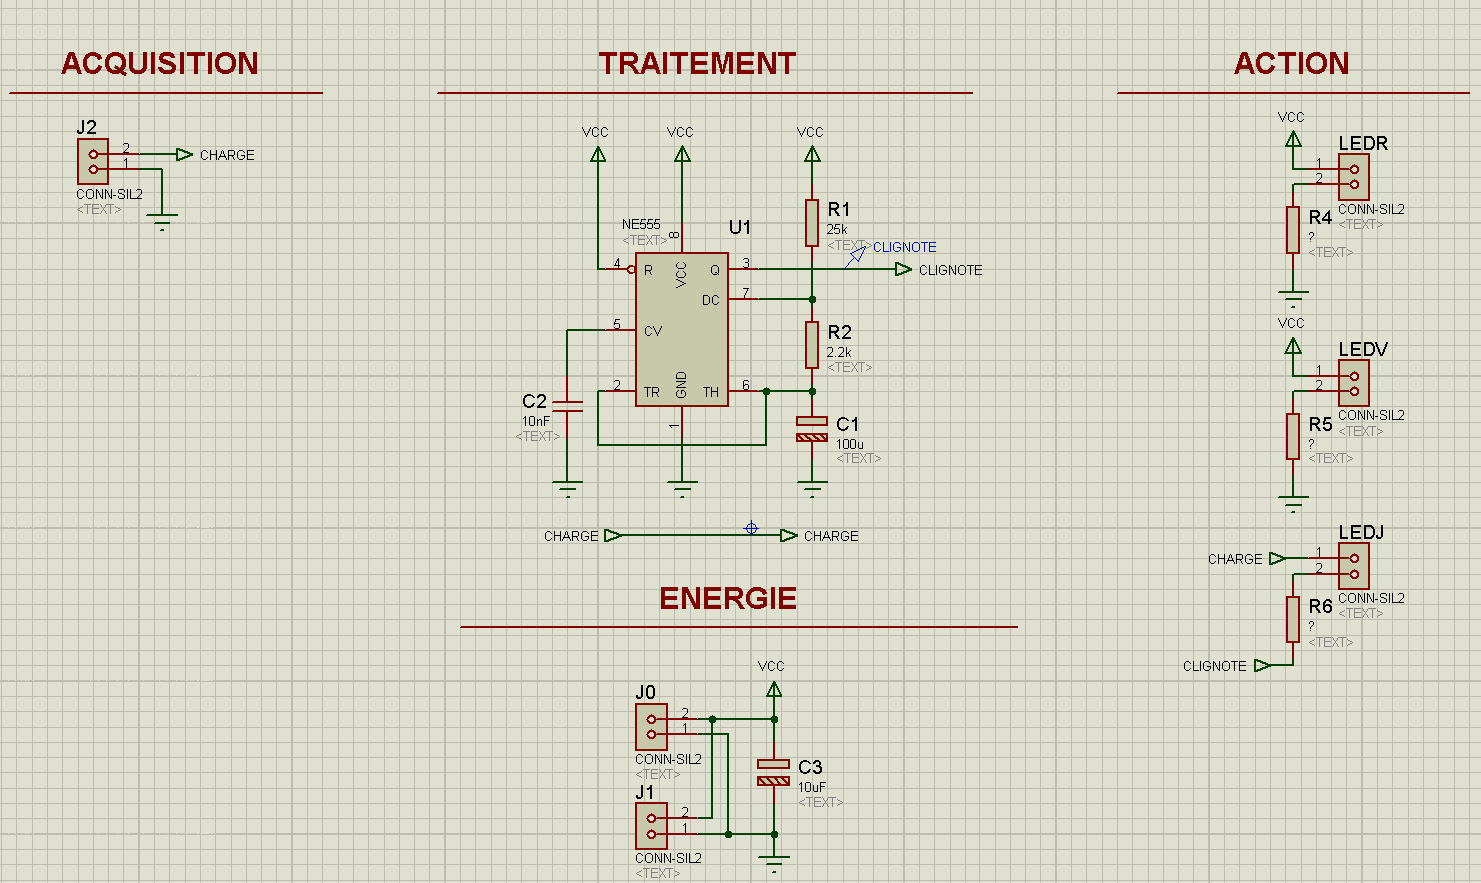 ACQUISITION
J2
2
1
CHARGE
CONN-SIL2
<TEXT>
TRAITEMENT
VCC
VCC
VCC
NE555
<TEXT>
U1
8
4
R
VCC
Q
3
DC
7
5
CV
2
TR
GND
TH
6
1
R1
25k
<TEXT>
CLIGNOTE
CLIGNOTE
R2
2.2k
<TEXT>
C2
10nF
<TEXT>
C1
100u
<TEXT>
CHARGE
CHARGE
ENERGIE
VCC
J0
2
1
CONN-SIL2
<TEXT>
J1
2
1
CONN-SIL2
<TEXT>
C3
10uF
<TEXT>
ACTION
VCC
LEDR
1
2
CONN-SIL2
<TEXT>
R4
?
<TEXT>
VCC
LEDV
1
2
CONN-SIL2
<TEXT>
R5
?
<TEXT>
LEDJ
CHARGE
1
2
CONN-SIL2
<TEXT>
R6
?
<TEXT>
CLIGNOTE